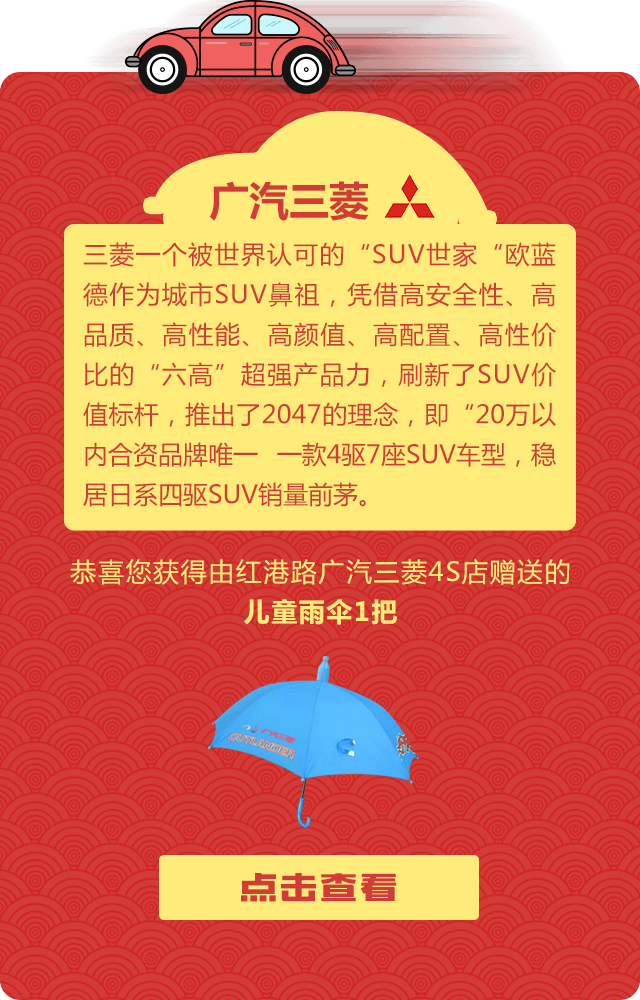 广汽三菱
三菱一个被世界认可的“SUV世家“欧蓝
德作为城市SUV鼻祖，凭借高安全性、高
品质、高性能、高颜值、高配置、高性价
比的“六高”超强产品力，刷新了SUV价
值标杆，推出了2047的理念，即“20万以
内合资品牌唯一 一款4驱7座SUV车型，稳
居日系四驱SUV销量前茅。
恭喜您获得由红港路广汽三菱4S店赠送的
儿童雨伞1把
广汽三菱
OUTLANDER
点击查看